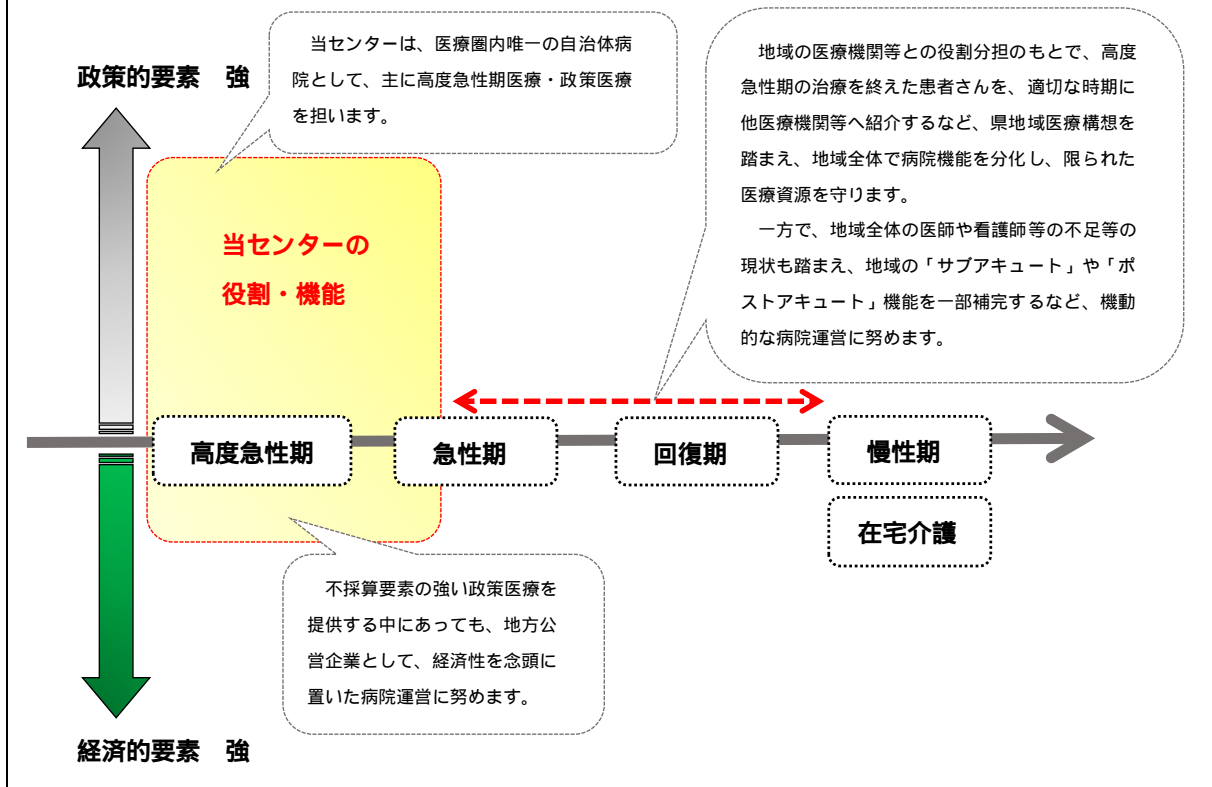 政策的要素　強
　当センターは、医療圏内唯一の自治体病
院として、主に高度急性期医療・政策医療
を担います。
　地域の医療機関等との役割分担のもとで、高度
急性期の治療を終えた患者さんを、適切な時期に
他医療機関等へ紹介するなど、県地域医療構想を
踏まえ、地域全体で病院機能を分化し、限られた
医療資源を守ります。
　一方で、地域全体の医師や看護師等の不足等の
現状も踏まえ、地域の「サブアキュート」や「ポ
ストアキュート」機能を一部補完するなど、機動
的な病院運営に努めます。
当センターの
役割・機能
高度急性期
急性期
回復期
慢性期
在宅介護
　不採算要素の強い政策医療を
提供する中にあっても、地方公
営企業として、経済性を念頭に
置いた病院運営に努めます。
経済的要素　強